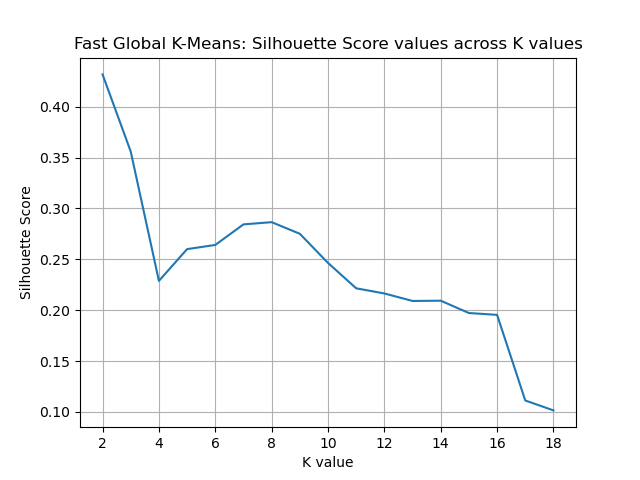 Fast Global K-Means: Silhouette Score values across K values
Silhouette Score
0.40
0.35
0.30
0.25
0.20
0.15
0.10
2 4 6 8 10 12 14 16 18
K value